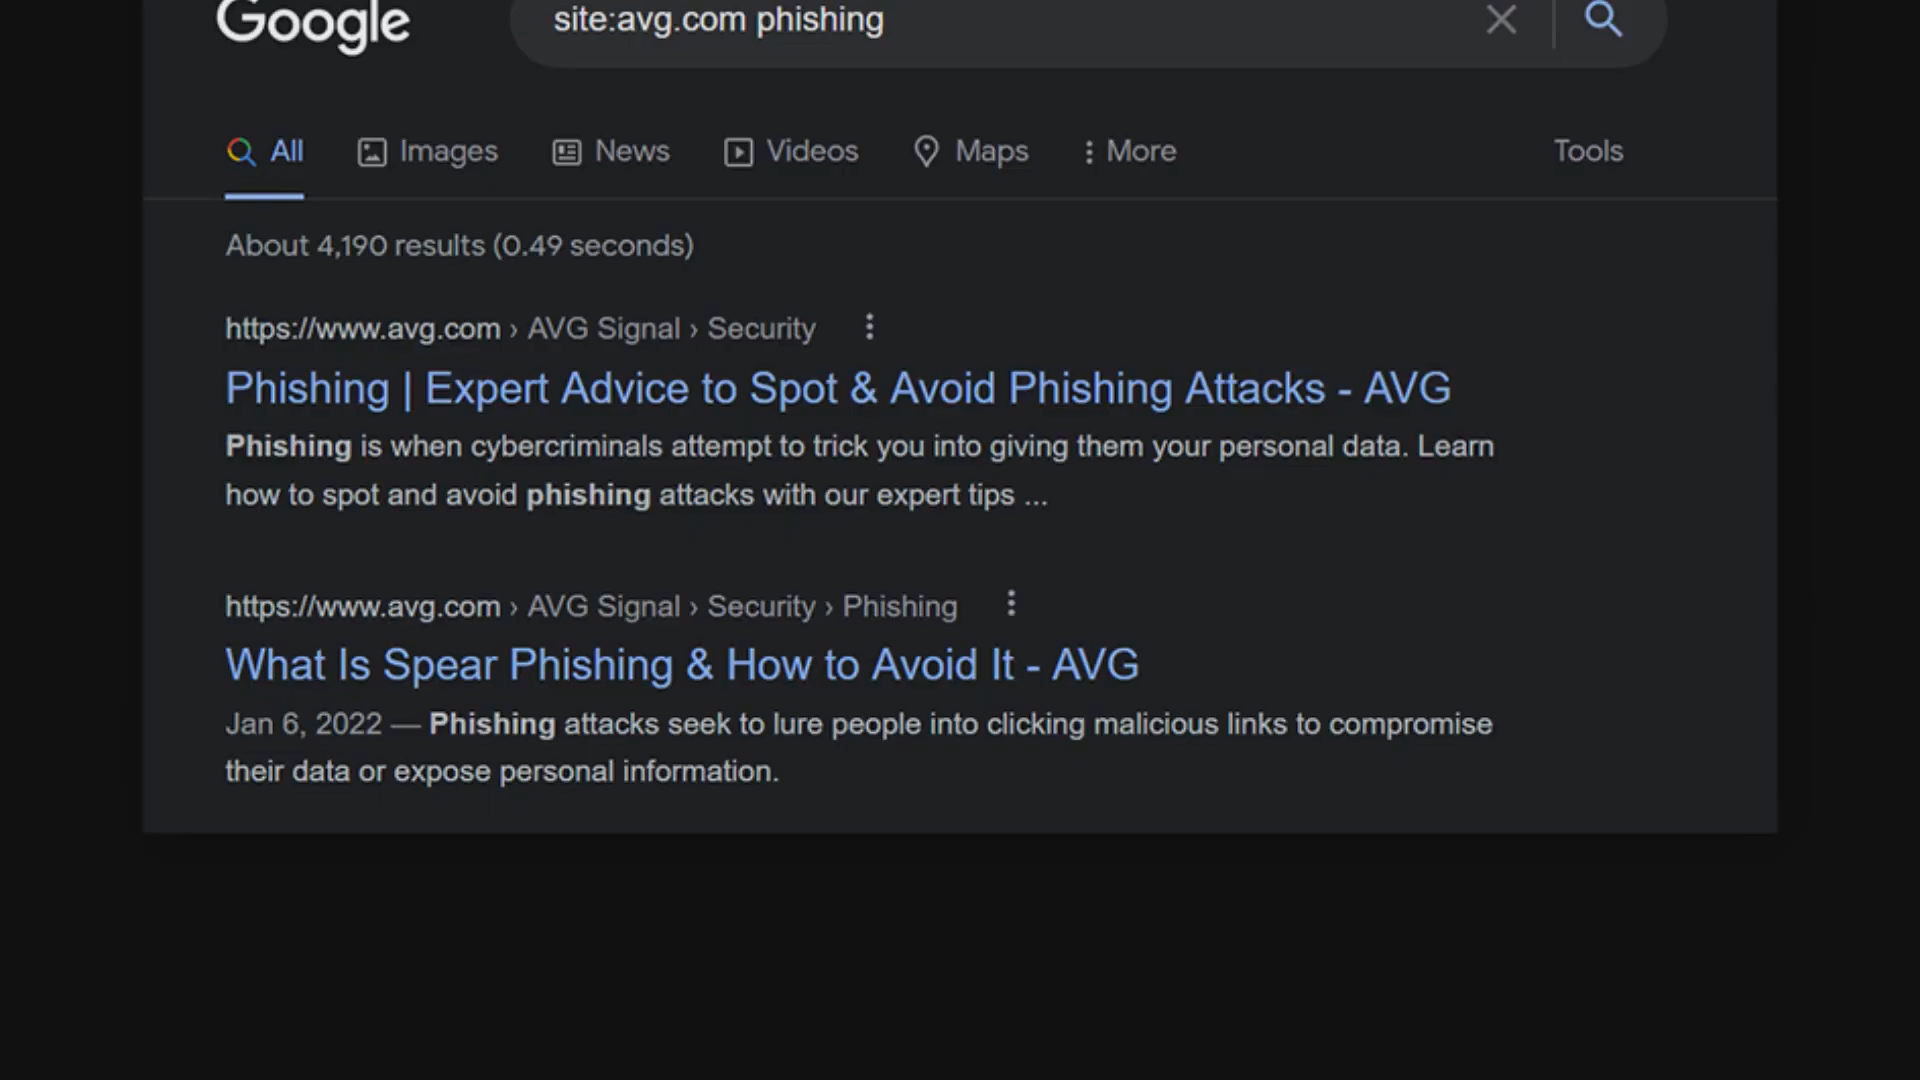 Google
site:avg.com phishing
All Images News Videos Maps More Tools
About 4,190 results (0.49 seconds)
https://www.avg.com › AVG Signal › Security
Phishing | Expert Advice to Spot & Avoid Phishing Attacks - AVG
Phishing is when cybercriminals attempt to trick you into giving them your personal data. Learn
how to spot and avoid phishing attacks with our expert tips ...
https://www.avg.com › AVG Signal › Security › Phishing
What Is Spear Phishing & How to Avoid It - AVG
Jan 6, 2022 — Phishing attacks seek to lure people into clicking malicious links to compromise
their data or expose personal information.